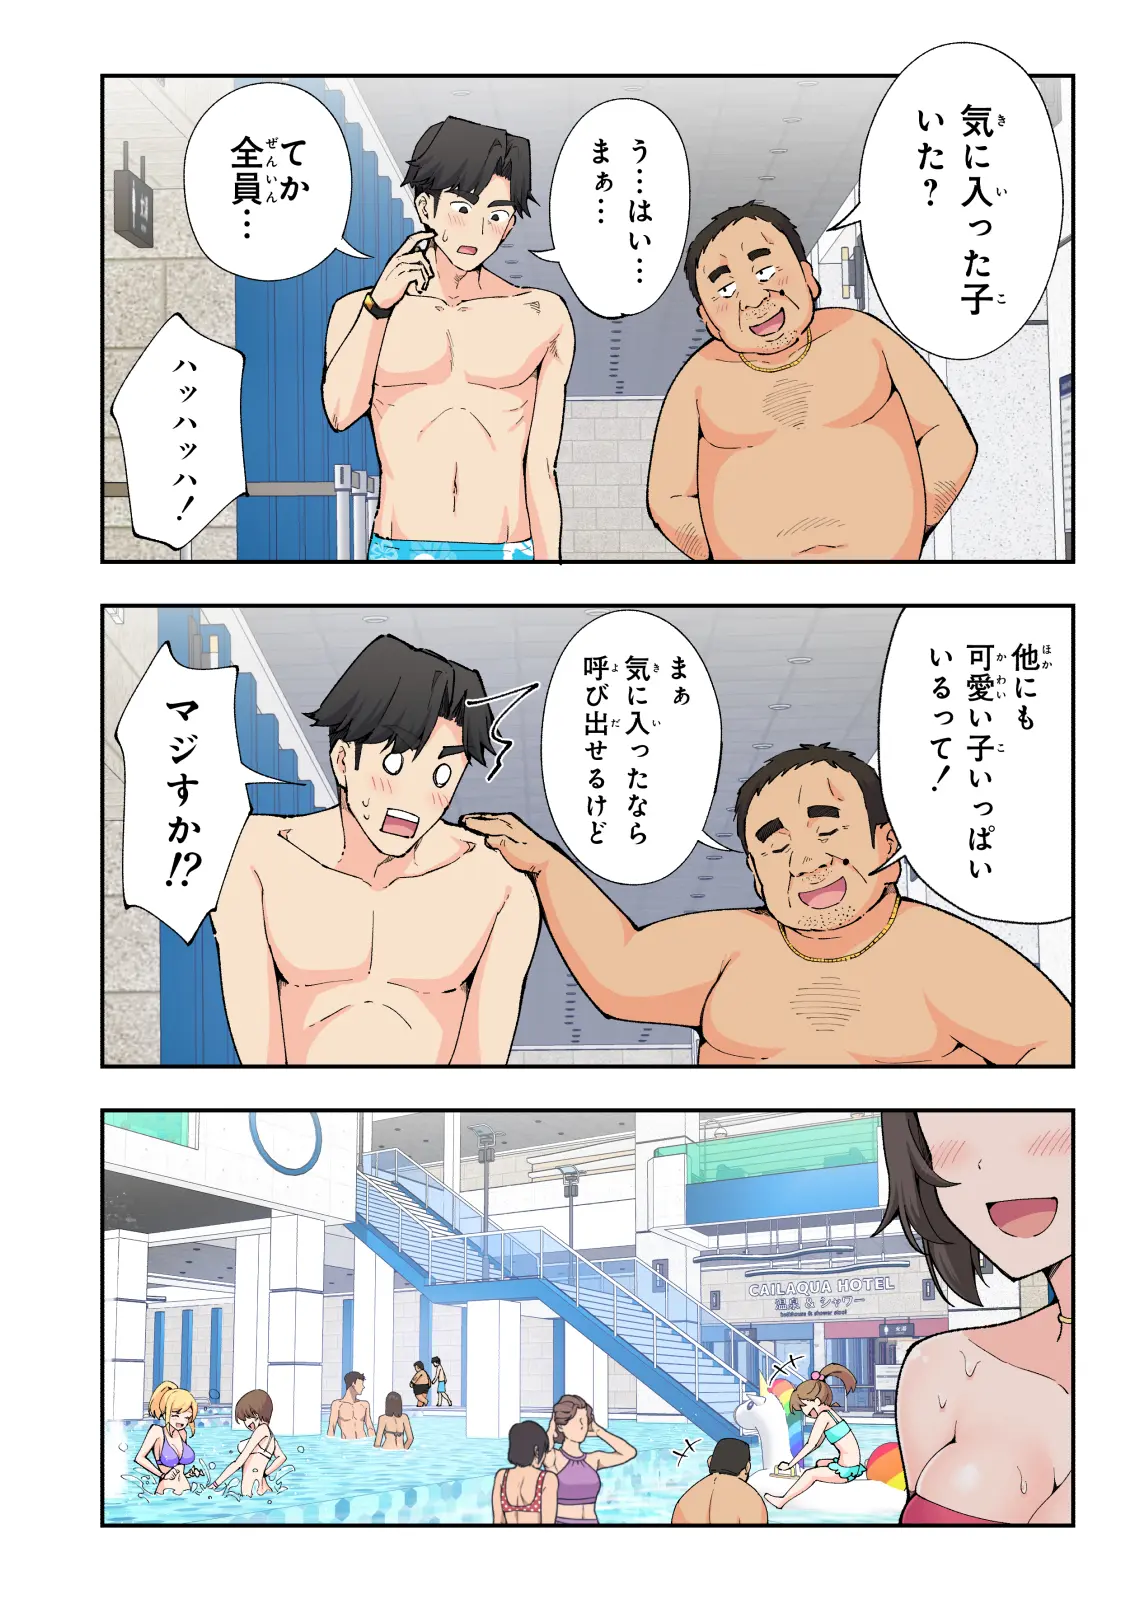 気に入った子
いた?
う…はい…
まぁ…
てか
全員…
ハッハッハ!
他にも
可愛い子いっぱい
いるって!
まぁ
気に入ったなら
呼び出せるけど
マジすか!?
CAILAQUA HOTEL
温泉 & シャワー